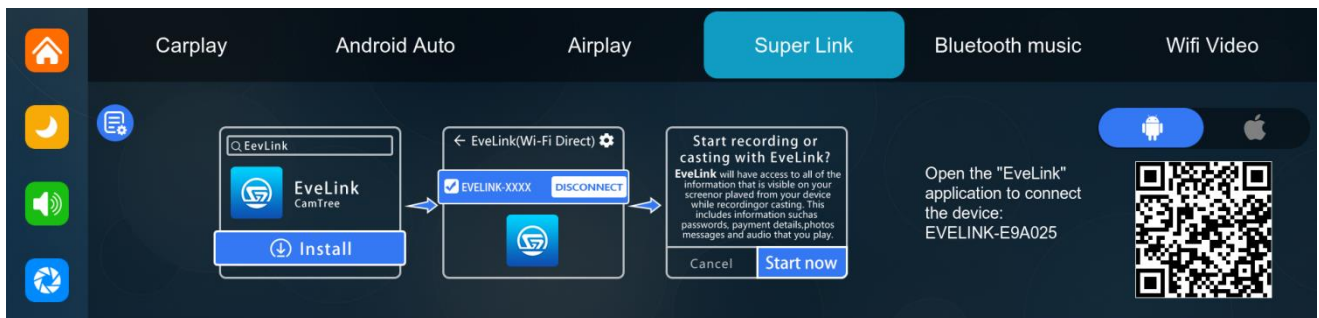 Carplay
Android Auto
Airplay
Super Link
Bluetooth music
Wifi Video
EevLink
EveLink
CamTree
Install
EveLink(Wi-Fi Direct)
EVELINK-XXXX DISCONNECT
Start recording or
casting with EveLink?
EveLink will have access to all of the
information that is visible on your
screenor played from your device
while recordingor casting. This
includes information suchas
passwords, payment details,photos
messages and audio that you play.
Cancel Start now
Open the "EveLink"
application to connect
the device:
EVELINK-E9A025